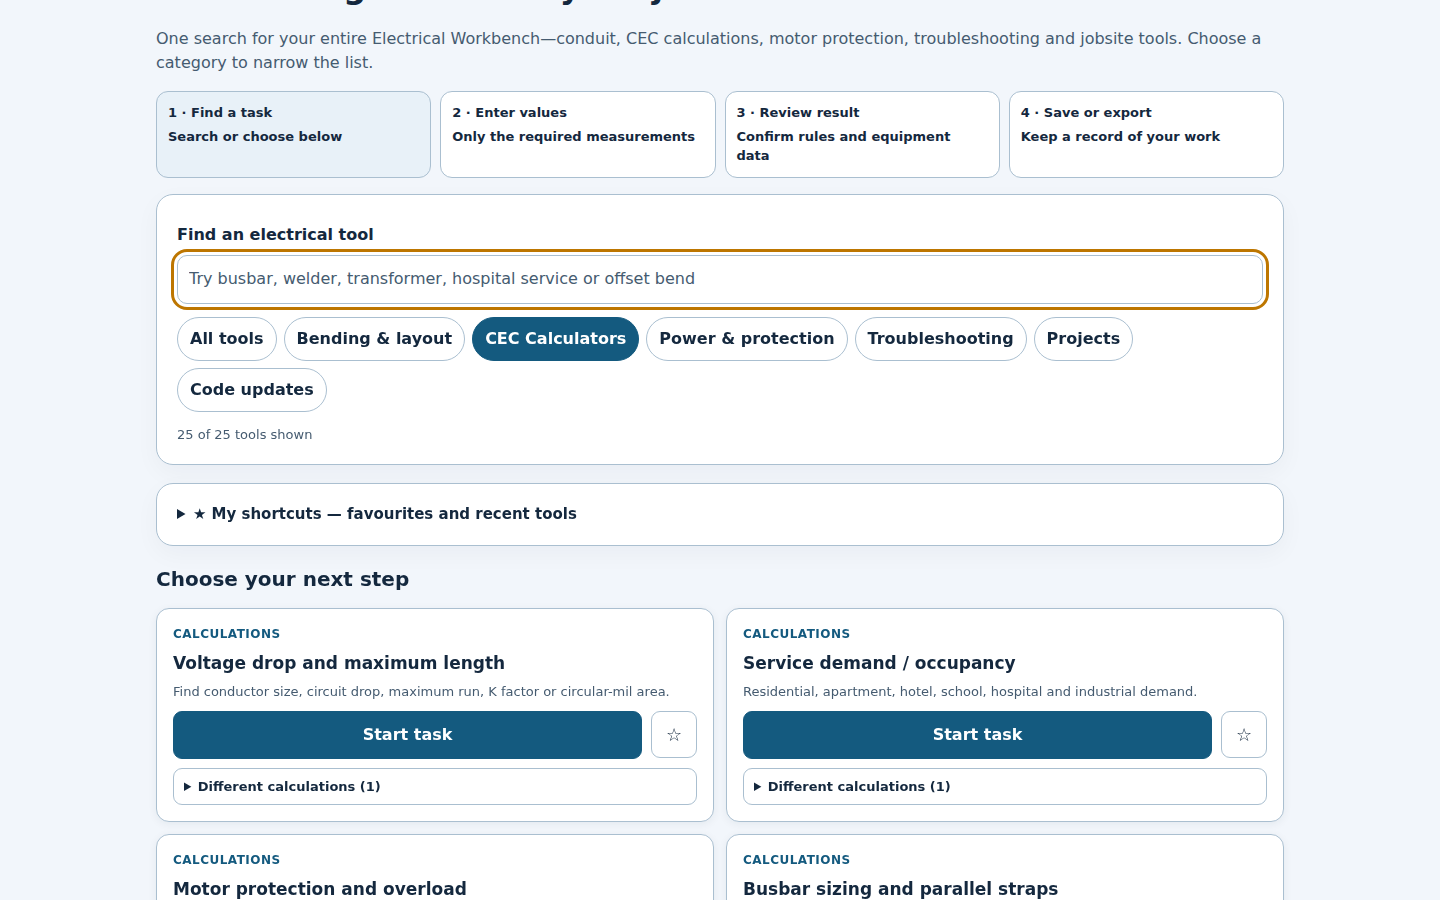 One search for your entire Electrical Workbench—conduit, CEC calculations, motor protection, troubleshooting and jobsite tools. Choose a
category to narrow the list.
1 · Find a task
Search or choose below
2 · Enter values
Only the required measurements
3 · Review result
Confirm rules and equipment
data
4 · Save or export
Keep a record of your work
Find an electrical tool
Try busbar, welder, transformer, hospital service or offset bend
All tools
Bending & layout
CEC Calculators
Power & protection
Troubleshooting
Projects
Code updates
25 of 25 tools shown
▶ ★ My shortcuts — favourites and recent tools
Choose your next step
CALCULATIONS
Voltage drop and maximum length
Find conductor size, circuit drop, maximum run, K factor or circular-mil area.
Start task
☆
▶ Different calculations (1)
CALCULATIONS
Service demand / occupancy
Residential, apartment, hotel, school, hospital and industrial demand.
Start task
☆
▶ Different calculations (1)
CALCULATIONS
Motor protection and overload
CALCULATIONS
Busbar sizing and parallel straps